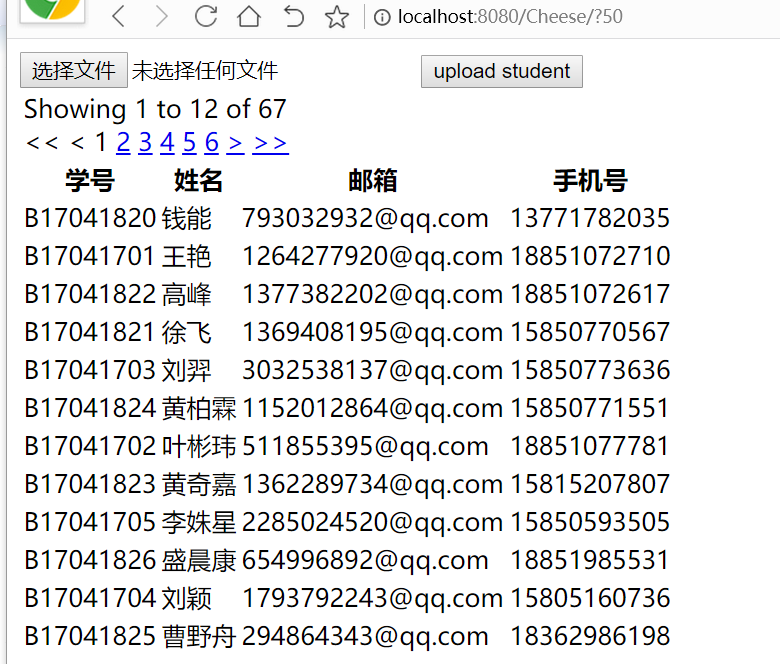 localhost:8080/Cheese/?50
选择文件 未选择任何文件 upload student
Showing 1 to 12 of 67
<< < 1 2 3 4 5 6 > >>
学号 姓名 邮箱 手机号
B17041820 钱能 793032932@qq.com 13771782035
B17041701 王艳 1264277920@qq.com 18851072710
B17041822 高峰 1377382202@qq.com 18851072617
B17041821 徐飞 1369408195@qq.com 15850770567
B17041703 刘羿 3032538137@qq.com 15850773636
B17041824 黄柏霖 1152012864@qq.com 15850771551
B17041702 叶彬玮 511855395@qq.com 18851077781
B17041823 黄奇嘉 1362289734@qq.com 15815207807
B17041705 李姝星 2285024520@qq.com 15850593505
B17041826 盛晨康 654996892@qq.com 18851985531
B17041704 刘颖 1793792243@qq.com 15805160736
B17041825 曹野舟 294864343@qq.com 18362986198